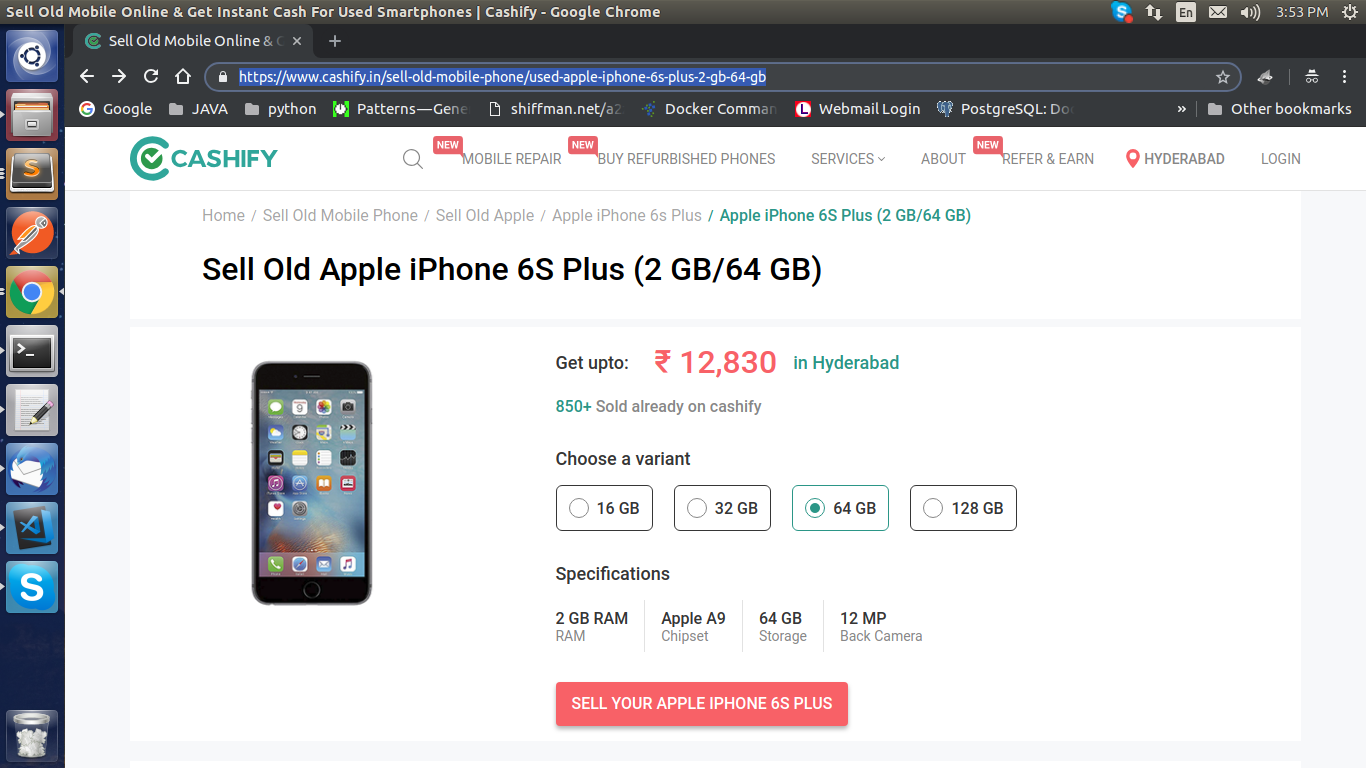 Sell Old Mobile Online & Get Instant Cash For Used Smartphones | Cashify - Google Chrome
En
3:53 PM
Sell Old Mobile Online &
https://www.cashify.in/sell-old-mobile-phone/used-apple-iphone-6s-plus-2-gb-64-gb
Google JAVA python Patterns—Gene shiffman.net/a2 Docker Comman Webmail Login PostgreSQL: Do » Other bookmarks
CASHIFY
NEW MOBILE REPAIR NEW BUY REFURBISHED PHONES SERVICES ABOUT NEW REFER & EARN HYDERABAD LOGIN
Home / Sell Old Mobile Phone / Sell Old Apple / Apple iPhone 6s Plus / Apple iPhone 6S Plus (2 GB/64 GB)
Sell Old Apple iPhone 6S Plus (2 GB/64 GB)
Get upto: ₹ 12,830 in Hyderabad
850+ Sold already on cashify
Choose a variant
16 GB 32 GB 64 GB 128 GB
Specifications
2 GB RAM Apple A9 64 GB 12 MP
RAM Chipset Storage Back Camera
SELL YOUR APPLE IPHONE 6S PLUS